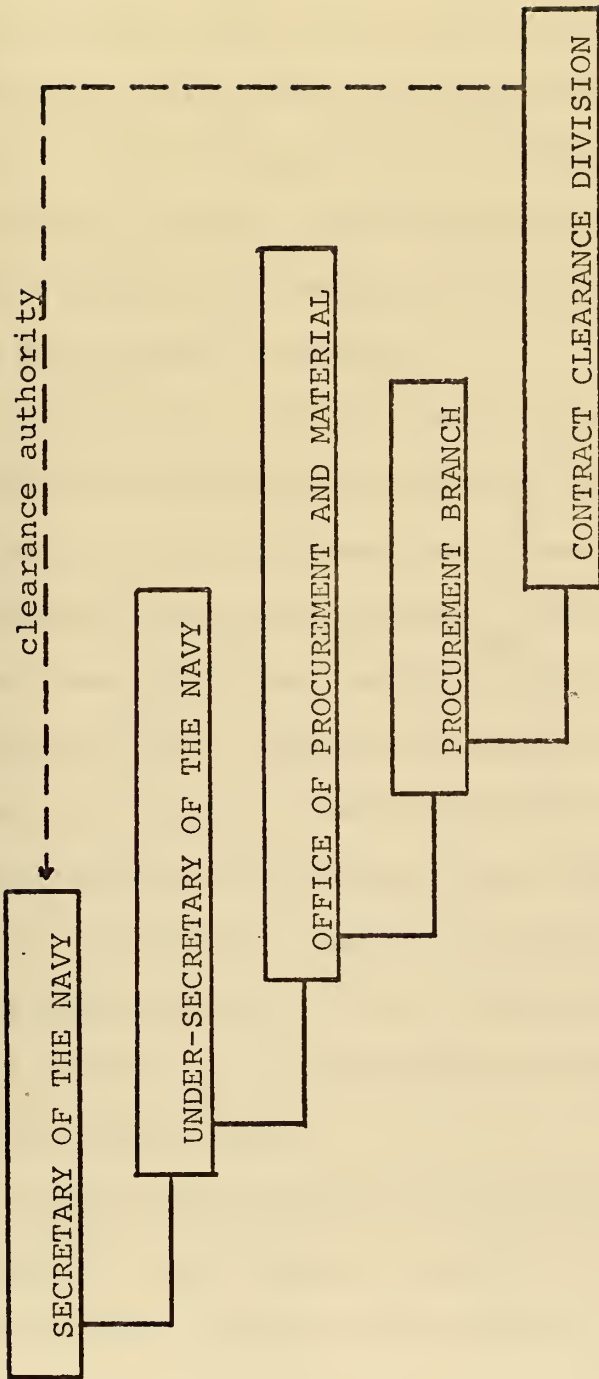 SECRETARY OF THE NAVY
clearance authority
UNDER-SECRETARY OF THE NAVY
OFFICE OF PROCUREMENT AND MATERIAL
PROCUREMENT BRANCH
CONTRACT CLEARANCE DIVISION